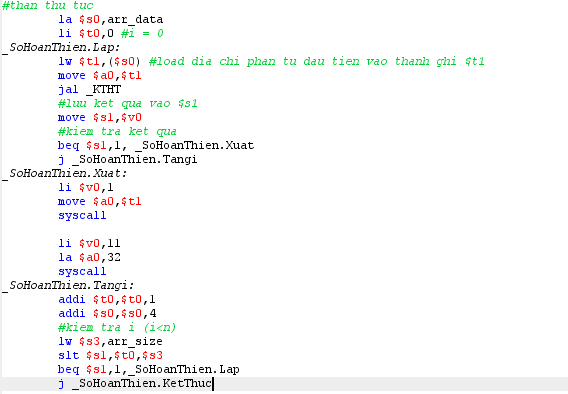 #than thu tuc
la $s0,arr_data
li $t0,0 #i = 0
_SoHoanThien.Lap:
lw $t1,($s0) #load dia chi phan tu dau tien vao thanh ghi $t1
move $a0,$t1
jal _KTHT
#luu ket qua vao $s1
move $s1,$v0
#kiem tra ket qua
beq $s1,1, _SoHoanThien.Xuat
j _SoHoanThien.Tangi
_SoHoanThien.Xuat:
li $v0,1
move $a0,$t1
syscall
li $v0,11
la $a0,32
syscall
_SoHoanThien.Tangi:
addi $t0,$t0,1
addi $s0,$s0,4
#kiem tra i (i<n)
lw $s3,arr_size
slt $s1,$t0,$s3
beq $s1,1,_SoHoanThien.Lap
j _SoHoanThien.KetThuc